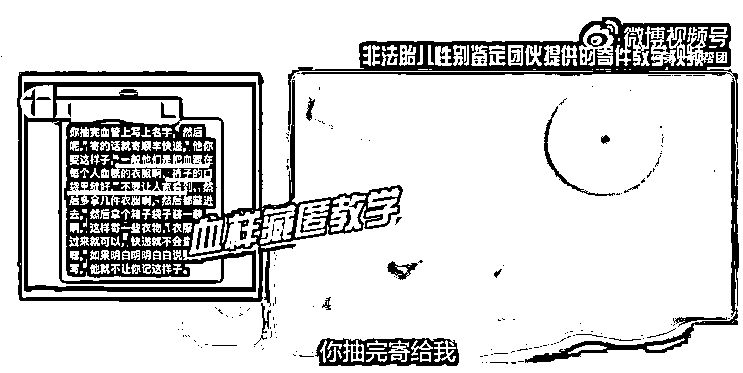 微博视频号
非法胎儿性别鉴定团伙提供的寄件教学视频
你抽完血管上写上名字，然后
呢，寄的话就寄顺丰快递，他你
要这样子，一般他们是把血藏在
每个人血藏的衣服啊、裤子的口
袋里就好，不要让人家看到，然
后多拿几件衣服啊，然后都塞进
去，然后拿个箱子袋子装一
啊，这样寄一些衣物，衣服
过来就可以，快递就不会
嗯，如果明白明明白白说
寄，他就不让你记这样子。
血样藏匿教学
你抽完寄给我